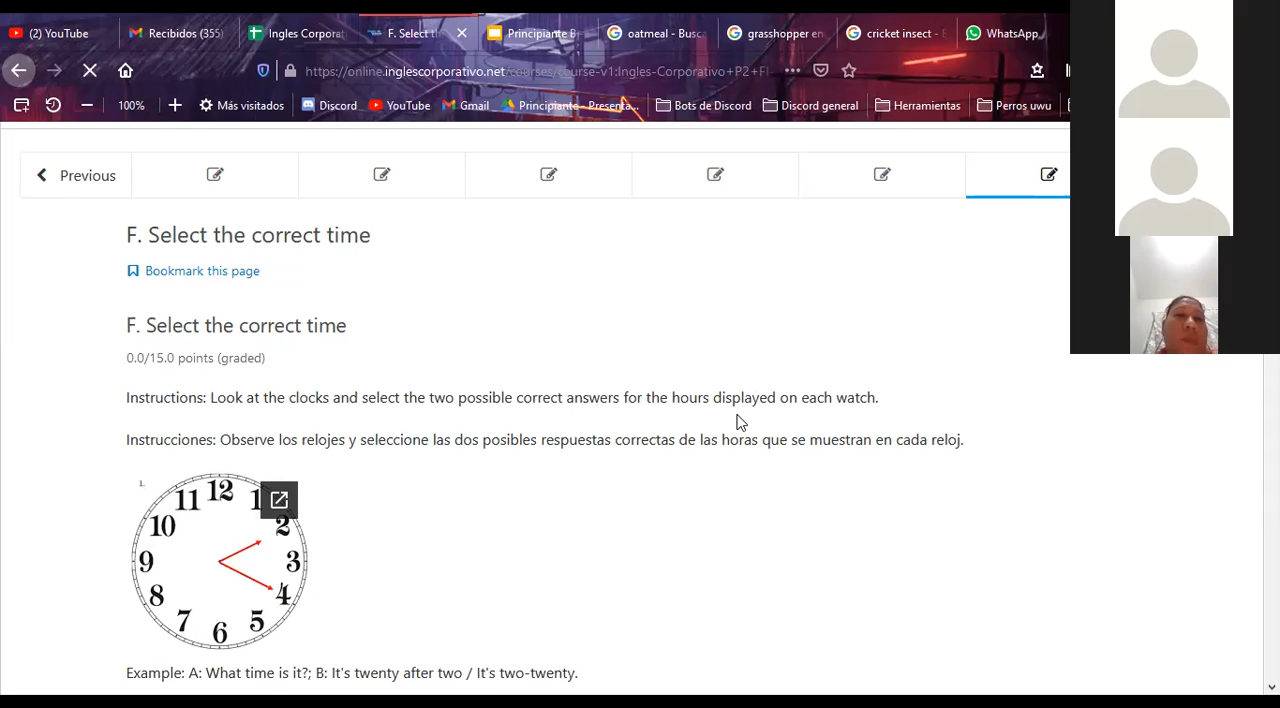 (2) YouTube
Recibidos (355)
Ingles Corporat
F. Select th
Principiante B
oatmeal - Busca
grasshopper en
cricket insect - B
WhatsApp
https://online.inglescorporativo.net/courses/course-v1:Ingles-Corporativo+P2+FI
100%
Más visitados
Discord
YouTube
Gmail
Principiante - Presenta...
Bots de Discord
Discord general
Herramientas
Perros uwu
Previous
F. Select the correct time
Bookmark this page
F. Select the correct time
0.0/15.0 points (graded)
Instructions: Look at the clocks and select the two possible correct answers for the hours displayed on each watch.
Instrucciones: Observe los relojes y seleccione las dos posibles respuestas correctas de las horas que se muestran en cada reloj.
1.
12
11 1
10 2
9 3
8 4
7 5
6
Example: A: What time is it?; B: It's twenty after two / It's two-twenty.